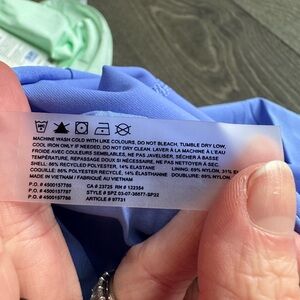 MACHINE WASH COLD WITH LIKE COLOURS, DO NOT BLEACH, TUMBLE DRY LOW,
COOL IRON ONLY IF NEEDED. DO NOT DRY CLEAN. LAVER À LA MACHINE À L'EAU
FROIDE AVEC COULEURS SEMBLABLES, NE PAS JAVELISER, SÉCHER À BASSE
TEMPÉRATURE, REPASSAGE DOUX SI NÉCESSAIRE, NE PAS NETTOYER À SEC.
SHELL: 86% RECYCLED POLYESTER, 14% ELASTHANE LINING: 69% NYLON, 31%
COQUILLE: 86% POLYESTER RECYCLÉ, 14% ÉLASTHANNE DOUBLURE: 69% NYLON,
MADE IN VIETNAM / FABRIQUÉ AU VIETNAM
P.O. # 4500157786 CA # 23725 RN # 122354
P.O. # 4500157787 STYLE # SPZ 03-07-36577-SP22
P.O. # 4500157788 ARTICLE # 97731